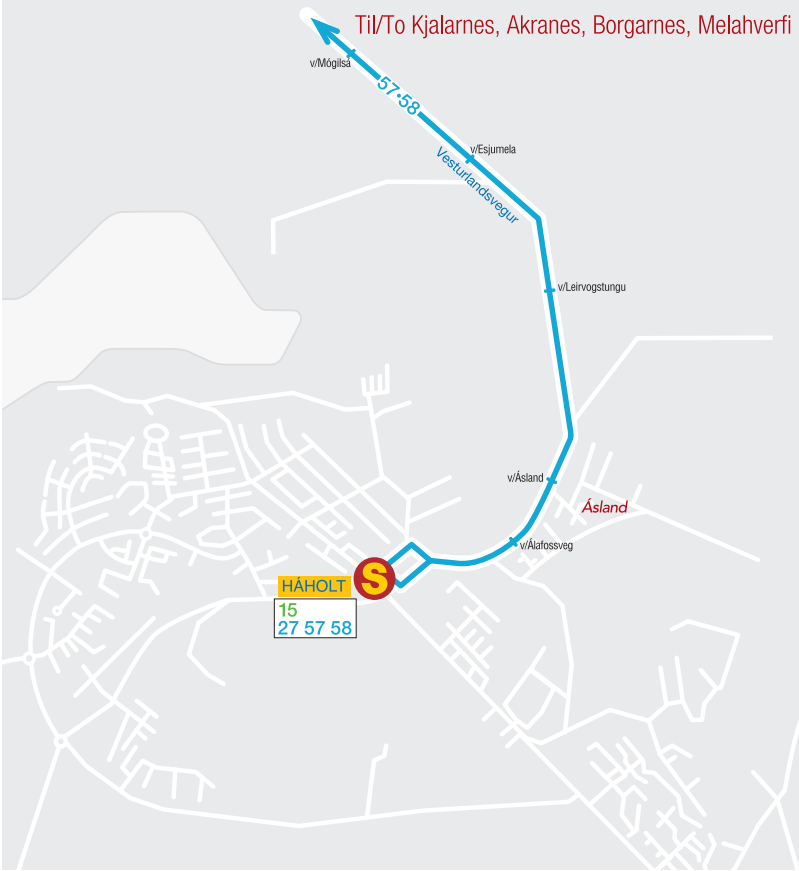 Til/To Kjalarnes, Akranes, Borgarnes, Melahverfi
v/Mógilsá
57·58
v/Esjumela
Vesturlandsvegur
v/Leirvogstungu
v/Ásland
Ásland
v/Álafossveg
S
HÁHOLT
15
27 57 58